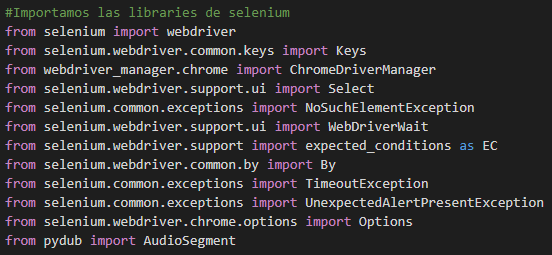 #Importamos las libraries de selenium
from selenium import webdriver
from selenium.webdriver.common.keys import Keys
from webdriver_manager.chrome import ChromeDriverManager
from selenium.webdriver.support.ui import Select
from selenium.common.exceptions import NoSuchElementException
from selenium.webdriver.support.ui import WebDriverWait
from selenium.webdriver.support import expected_conditions as EC
from selenium.webdriver.common.by import By
from selenium.common.exceptions import TimeoutException
from selenium.common.exceptions import UnexpectedAlertPresentException
from selenium.webdriver.chrome.options import Options
from pydub import AudioSegment